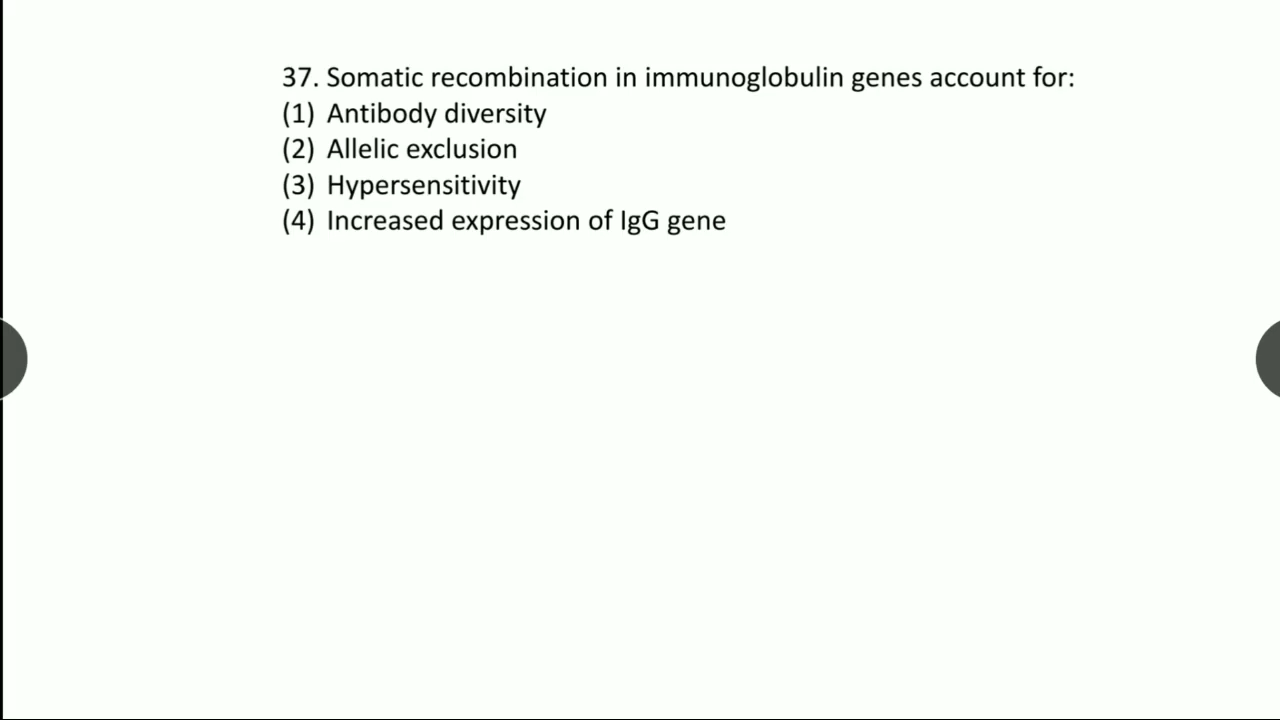 37. Somatic recombination in immunoglobulin genes account for:
(1) Antibody diversity
(2) Allelic exclusion
(3) Hypersensitivity
(4) Increased expression of IgG gene